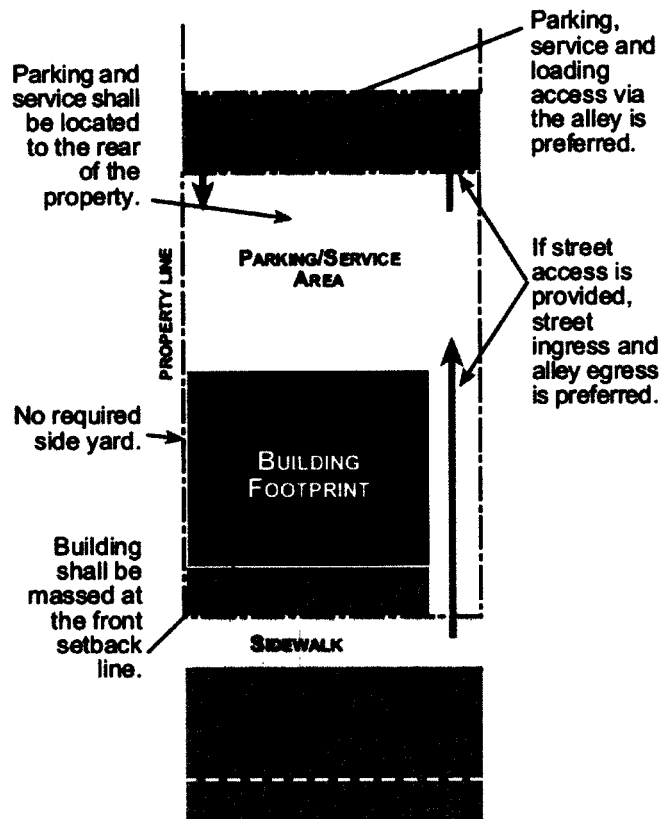 Parking,
service and
loading
access via
the alley is
preferred.
Parking and
service shall
be located
to the rear
of the
property.
PARKING/SERVICE
AREA
PROPERTY LINE
If street
access is
provided,
street
ingress and
alley egress
is preferred.
No required
side yard.
BUILDING
FOOTPRINT
Building
shall be
massed at
the front
setback
line.
SIDEWALK